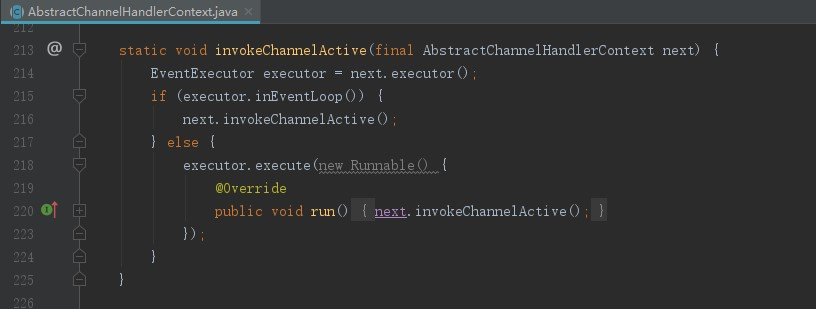 AbstractChannelHandlerContext.java ×
212
213 @ static void invokeChannelActive(final AbstractChannelHandlerContext next) {
214 EventExecutor executor = next.executor();
215 if (executor.inEventLoop()) {
216 next.invokeChannelActive();
217 } else {
218 executor.execute(new Runnable() {
219 @Override
220 public void run() { next.invokeChannelActive(); }
223 });
224 }
225 }
226